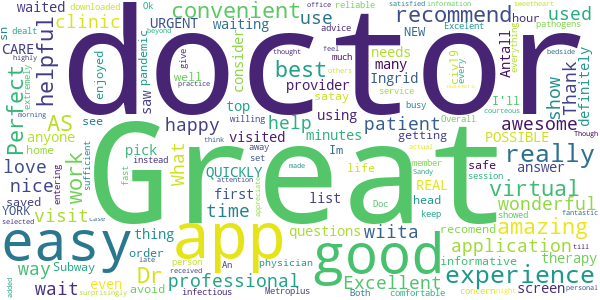 waited
clinic
URGENT
convenient
recommend
hour
used
0k
downloaded
advice
reliable
satisfied
information
sweetheart
office
Excelent
CARE
pandemic
waiting
use
NEW
pathogens
sn
dealt
helpful
enjoyed
saw
consider
best
needs
many
provider
Ingrid
civ19
everything
Antall
show
Thank
definitely
Perfect
highly
extremely
doctor
happy
top
using
satay
busy
awesome
AS
see
help
minutes
patient
getting
POSSIBLE
I'll
anyone
visited
Im
Great
really
love
work
home
pick
What
QUICKLY
life
REAL
member
safe
answer
nice
saved
YORK
first
list
head
virtual
visit
time
questions
wonderful
easy
app
good
wiita
amazing
way
Subway
thing
Dr
professional
Excellent
application
experience
wait
even
avoid
order
person
physician
informative
therapy
screen
infectious
Metroplus
Both
comfortable
concern
surprisingly
added
late
received
An
personal
till
fantastic
recomend
showed
session
Sandy
Doc
keep
actual
Overall
courteous
bedside
Though
service
others
feel
much
thought
give
well
practice
beyond
morning
willing
think
made
appreciate
attention
set
away
instead
fast
sufficient
case
selected
entering
every